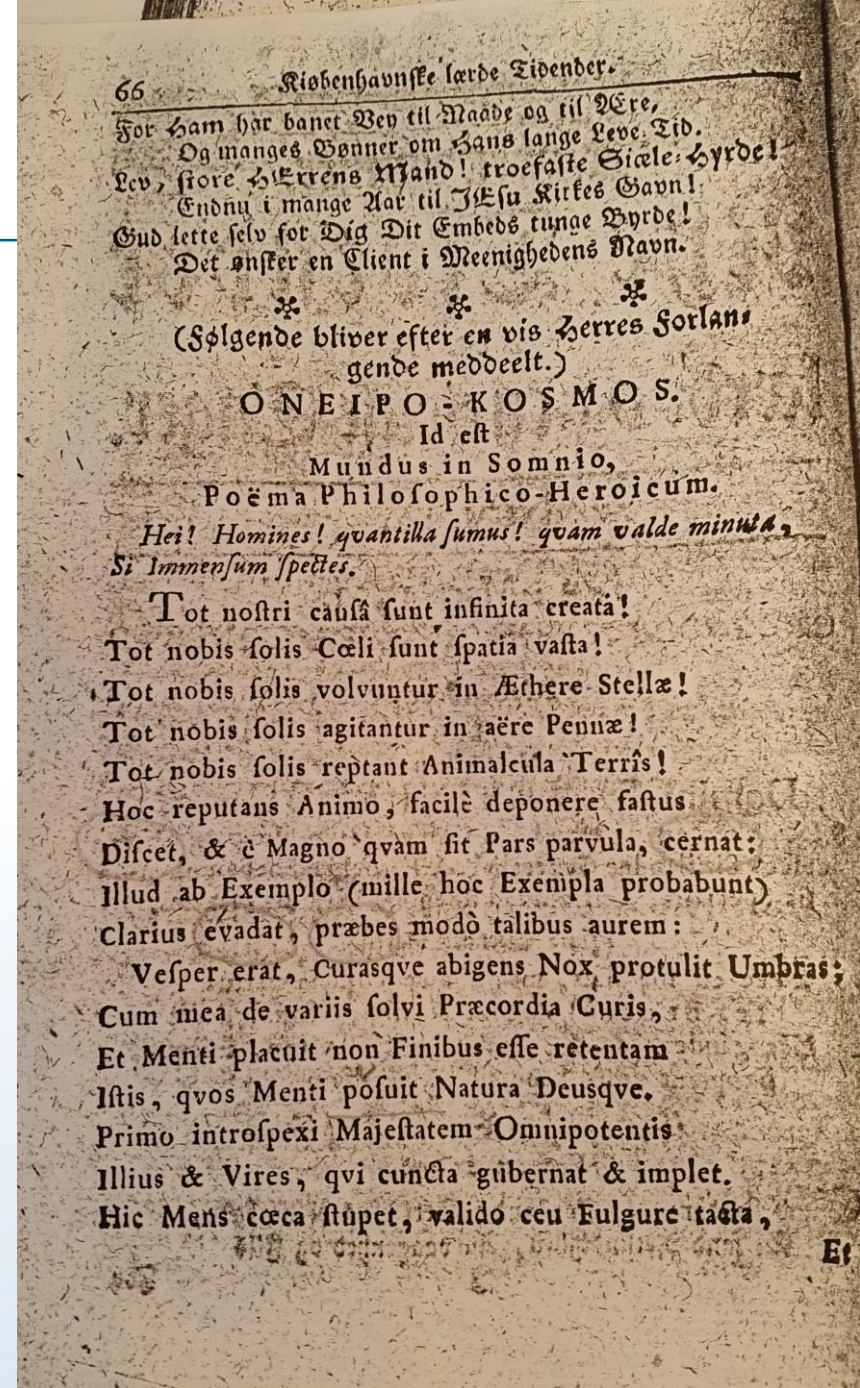 66 Kiøbenhavnske lærde Tidender.
For Ham har banet Vey til Naade og til Ære,
Og manges Bønner om Hans lange Leve-Tid.
Lev, store HErrens Mand! troefaste Siæle-Hyrde!
Endnu i mange Aar til JEsu Kirkes Gavn!
Gud lette selv for Dig Dit Embeds tunge Byrde!
Det ønsker en Client i Meenighedens Navn.
* * *
(Følgende bliver efter en vis Herres Forlan-
gende meddeelt.)
ONEIPO-KOSMOS.
Id est
Mundus in Somnio,
Poëma Philoſophico-Heroicum.
Hei! Homines! qvantilla ſumus! qvam valde minuta,
Si Immenſum ſpectes.
Tot noſtri cauſâ ſunt infinita creata!
Tot nobis ſolis Cœli ſunt ſpatia vaſta!
Tot nobis ſolis volvuntur in Æthere Stellæ!
Tot nobis ſolis agitantur in aëre Pennæ!
Tot nobis ſolis reptant Animalcula Terrîs!
Hoc reputans Animo, facilè deponere faſtus
Diſcet, & è Magno qvàm ſit Pars parvula, cernat:
Illud ab Exemplo (mille hoc Exempla probabunt)
Clarius evadat, præbes modò talibus aurem:
Veſper erat, Curasqve abigens Nox protulit Umbras;
Cum mea de variis ſolvi Præcordia Curis,
Et Menti placuit non Finibus eſſe retentam
Iſtis, qvos Menti poſuit Natura Deusqve.
Primo introſpexi Majeſtatem Omnipotentis
Illius & Vires, qvi cuncta gubernat & implet.
Hic Mens cœca ſtupet, valido ceu Fulgure tacta,
Et